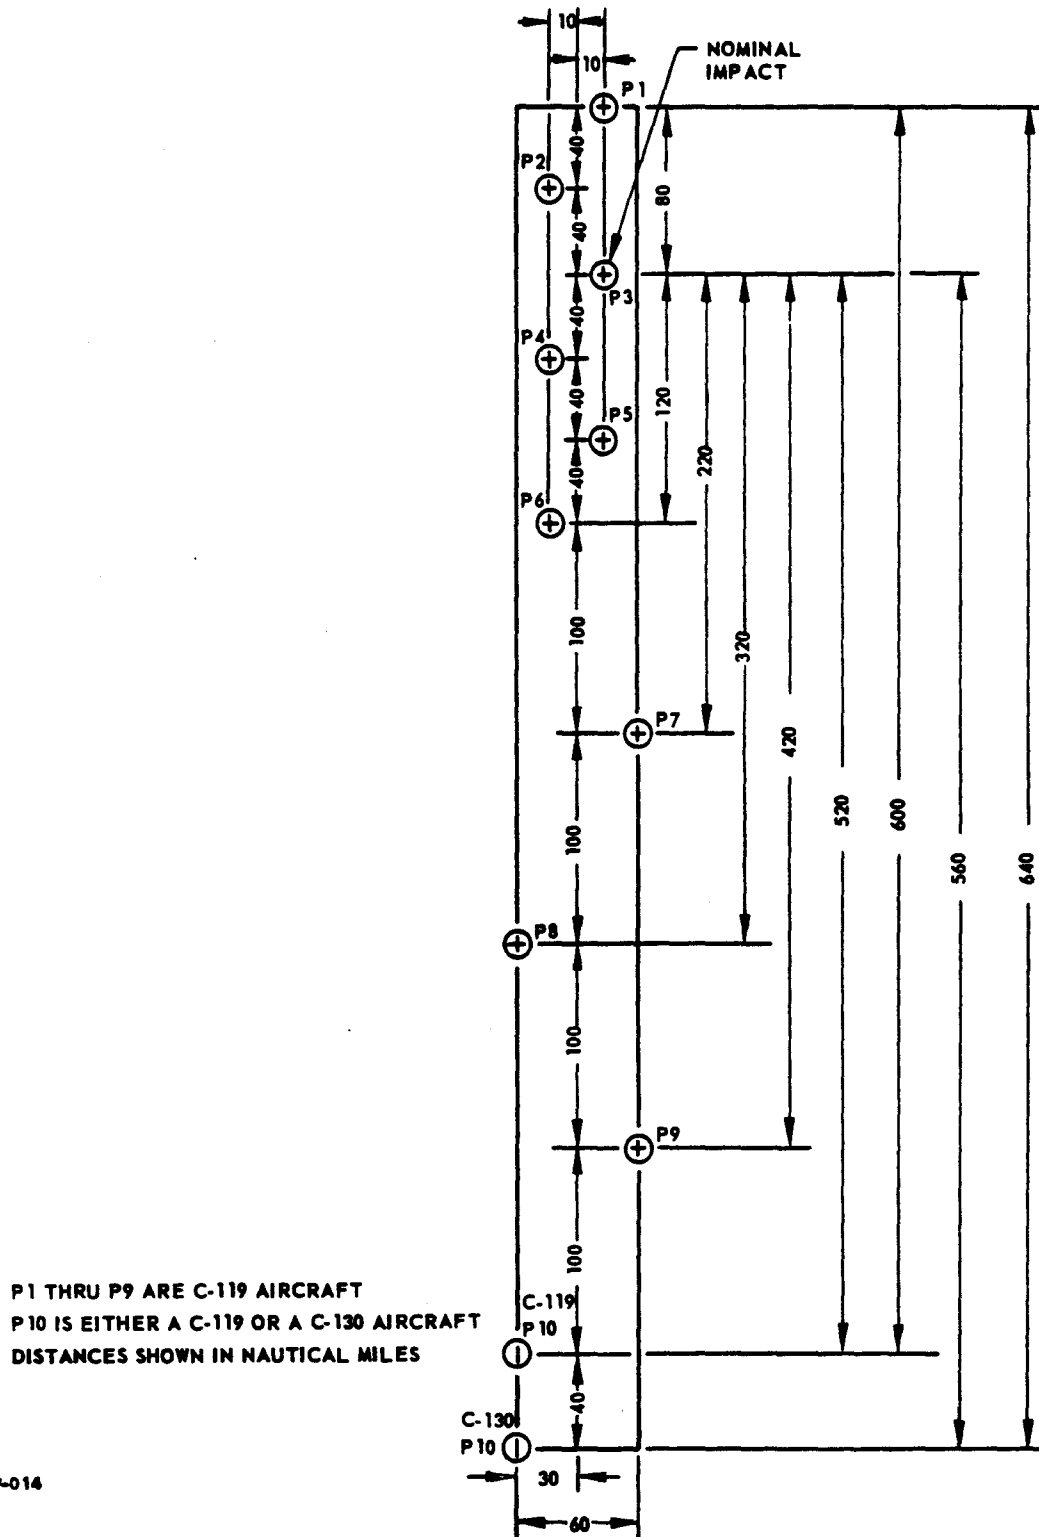 10
10
NOMINAL
IMPACT
P1
40
P2
80
40
P3
40
P4
120
40
P5
220
40
P6
100
320
P7
420
520
600
100
560
640
P8
100
P9
100
P1 THRU P9 ARE C-119 AIRCRAFT
P10 IS EITHER A C-119 OR A C-130 AIRCRAFT
DISTANCES SHOWN IN NAUTICAL MILES
C-119
P10
40
C-130
P10
30
-014
60